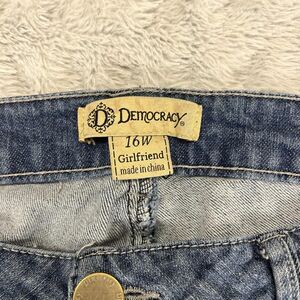 D DEMOCRACY®
16W
Girlfriend
made in china